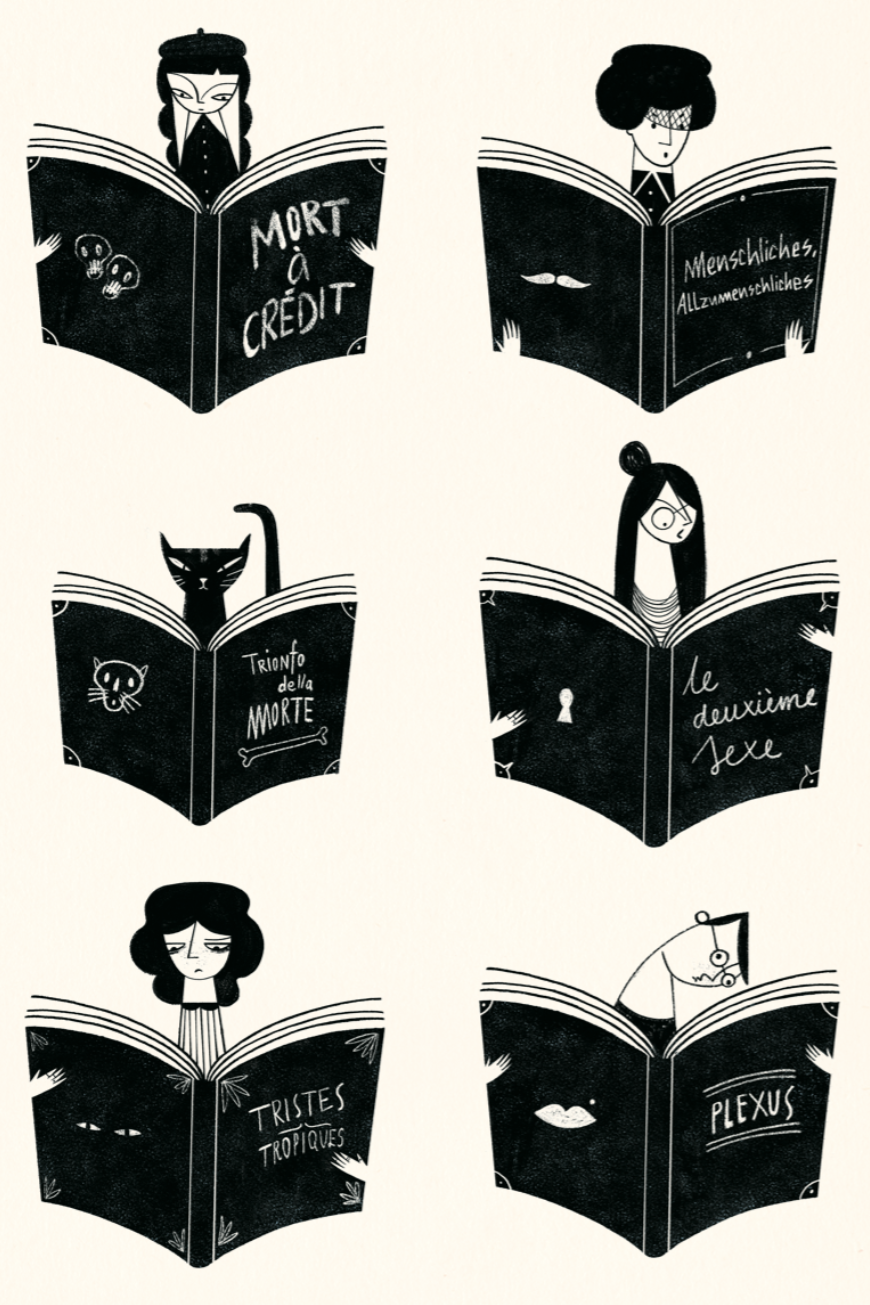 MORT
à
CRÉDIT
Menschliches,
Allzumenschliches
TRIONFO
della
MORTE
le
deuxième
sexe
TRISTES
TROPIQUES
PLEXUS